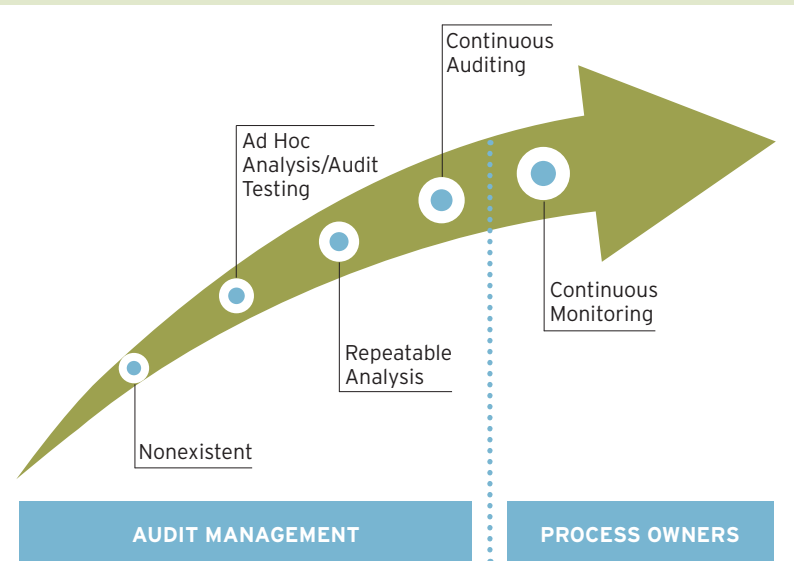 Continuous
Auditing
Ad Hoc
Analysis/Audit
Testing
Continuous
Monitoring
Repeatable
Analysis
Nonexistent
AUDIT MANAGEMENT
PROCESS OWNERS